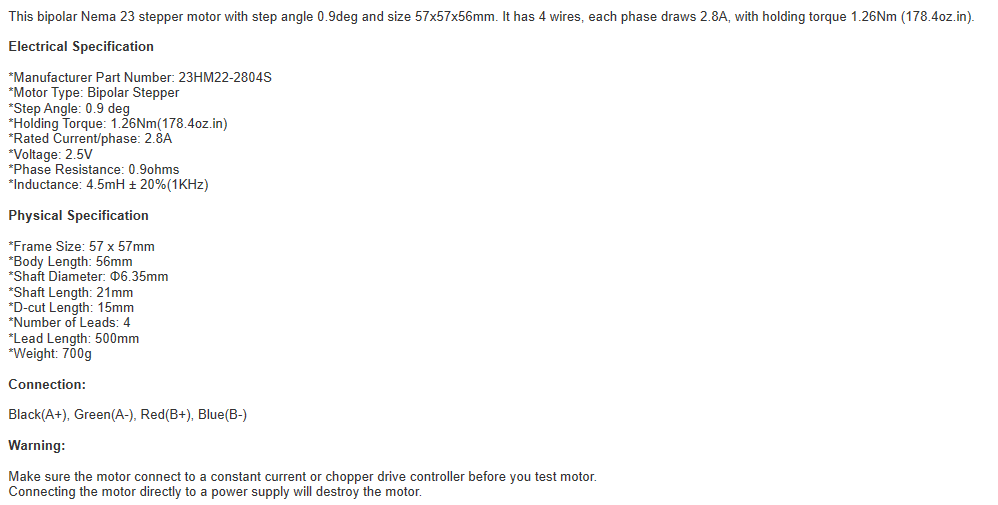 This bipolar Nema 23 stepper motor with step angle 0.9deg and size 57x57x56mm. It has 4 wires, each phase draws 2.8A, with holding torque 1.26Nm (178.4oz.in).
Electrical Specification
*Manufacturer Part Number: 23HM22-2804S
*Motor Type: Bipolar Stepper
*Step Angle: 0.9 deg
*Holding Torque: 1.26Nm(178.4oz.in)
*Rated Current/phase: 2.8A
*Voltage: 2.5V
*Phase Resistance: 0.9ohms
*Inductance: 4.5mH ± 20%(1KHz)
Physical Specification
*Frame Size: 57 x 57mm
*Body Length: 56mm
*Shaft Diameter: Φ6.35mm
*Shaft Length: 21mm
*D-cut Length: 15mm
*Number of Leads: 4
*Lead Length: 500mm
*Weight: 700g
Connection:
Black(A+), Green(A-), Red(B+), Blue(B-)
Warning:
Make sure the motor connect to a constant current or chopper drive controller before you test motor.
Connecting the motor directly to a power supply will destroy the motor.